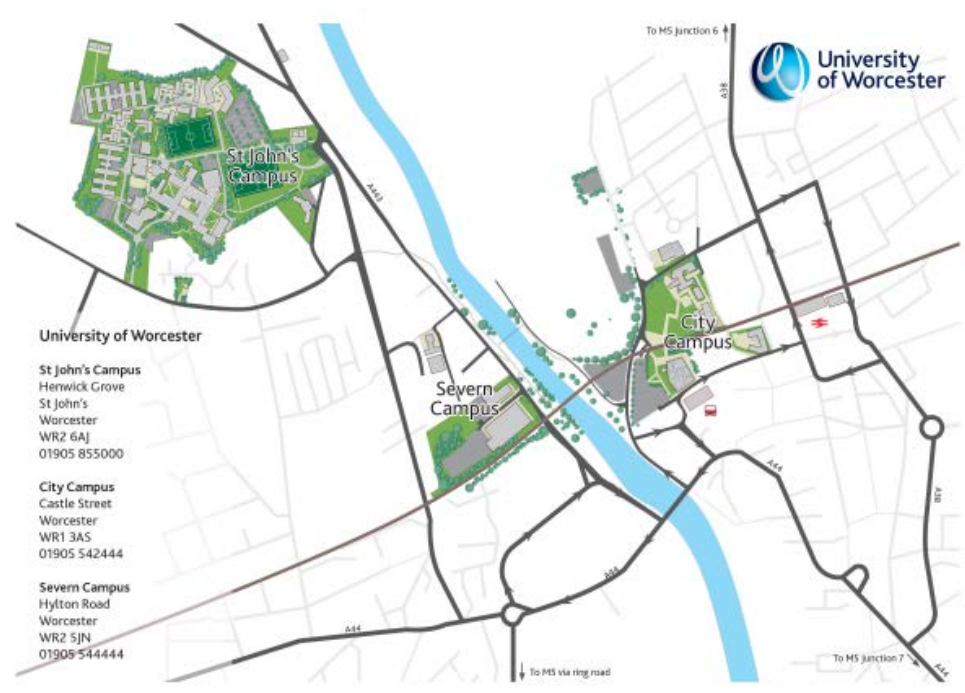 To M5 Junction 6
University
of Worcester
A38
St John's
Campus
A443
City
Campus
University of Worcester
St John's Campus
Henwick Grove
St John's
Worcester
WR2 6AJ
01905 855000
Severn
Campus
City Campus
Castle Street
Worcester
WR1 3AS
01905 542444
A44
A38
Severn Campus
Hylton Road
Worcester
WR2 5JN
01905 544444
A44
A44
To M5 via ring road
To M5 Junction 7
A44